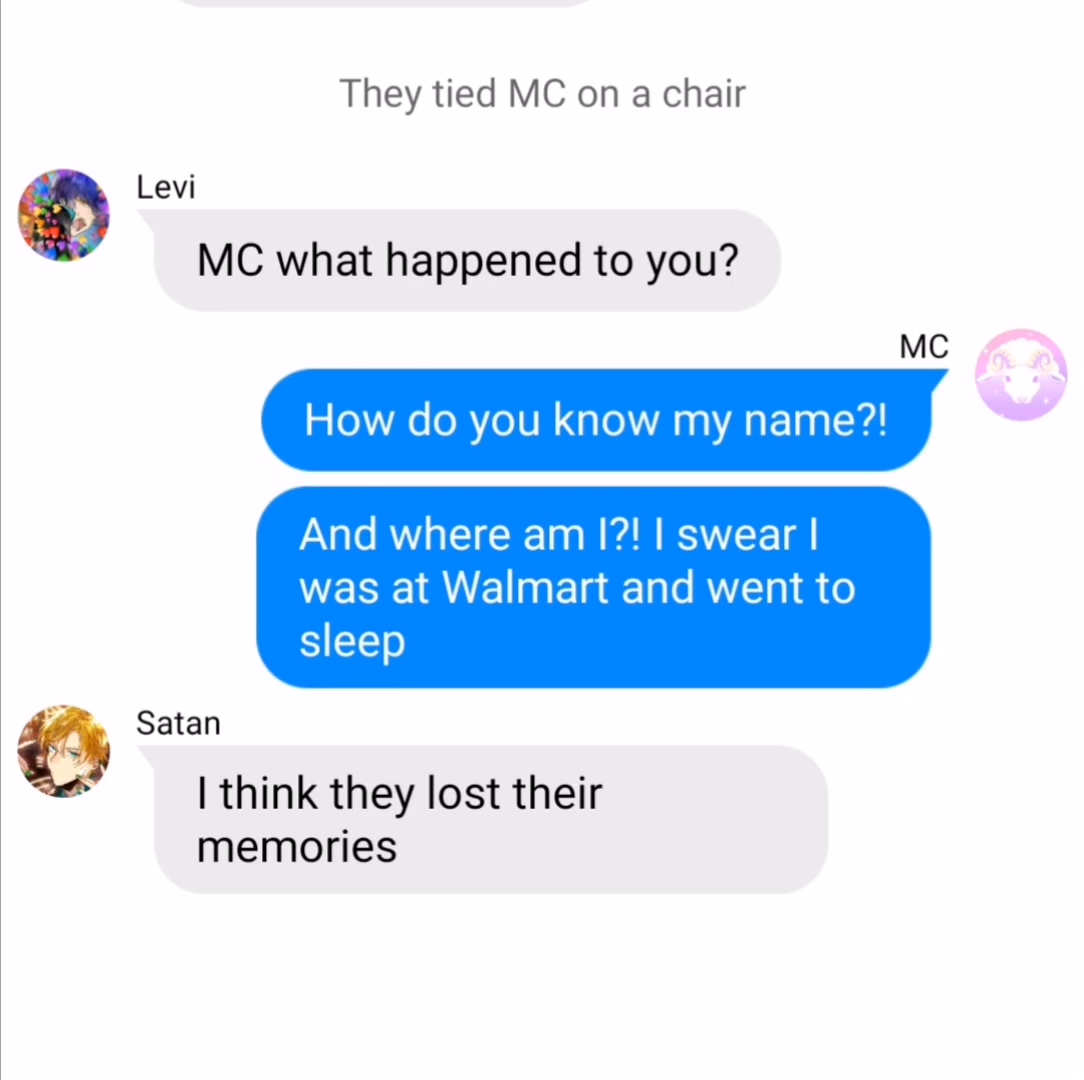 They tied MC on a chair
Levi
MC what happened to you?
MC
How do you know my name?!
And where am I?! I swear I
was at Walmart and went to
sleep
Satan
I think they lost their
memories